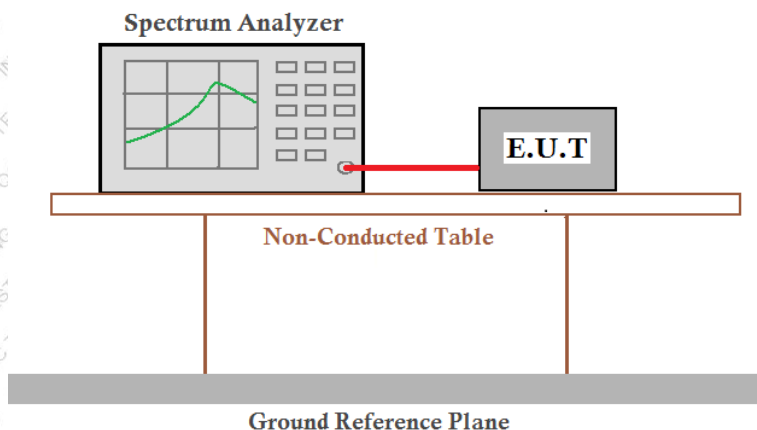 Spectrum Analyzer
E.U.T
Non-Conducted Table
Ground Reference Plane